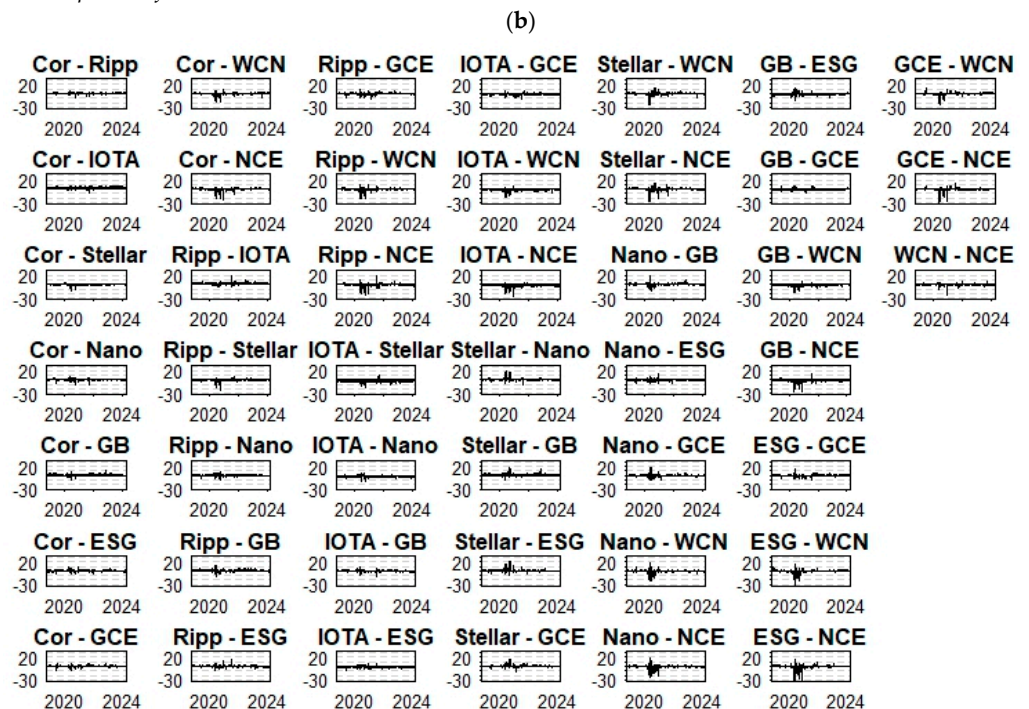 (b)
Cor - Ripp Cor - WCN Ripp - GCE IOTA - GCE Stellar - WCN GB - ESG GCE - WCN
20 20 20 20 20 20 20
-30 -30 -30 -30 -30 -30 -30
2020 2024 2020 2024 2020 2024 2020 2024 2020 2024 2020 2024 2020 2024
Cor - IOTA Cor - NCE Ripp - WCN IOTA - WCN Stellar - NCE GB - GCE GCE - NCE
20 20 20 20 20 20 20
-30 -30 -30 -30 -30 -30 -30
2020 2024 2020 2024 2020 2024 2020 2024 2020 2024 2020 2024 2020 2024
Cor - Stellar Ripp - IOTA Ripp - NCE IOTA - NCE Nano - GB GB - WCN WCN - NCE
20 20 20 20 20 20 20
-30 -30 -30 -30 -30 -30 -30
2020 2024 2020 2024 2020 2024 2020 2024 2020 2024 2020 2024 2020 2024
Cor - Nano Ripp - Stellar IOTA - Stellar Stellar - Nano Nano - ESG GB - NCE
20 20 20 20 20 20
-30 -30 -30 -30 -30 -30
2020 2024 2020 2024 2020 2024 2020 2024 2020 2024 2020 2024
Cor - GB Ripp - Nano IOTA - Nano Stellar - GB Nano - GCE ESG - GCE
20 20 20 20 20 20
-30 -30 -30 -30 -30 -30
2020 2024 2020 2024 2020 2024 2020 2024 2020 2024 2020 2024
Cor - ESG Ripp - GB IOTA - GB Stellar - ESG Nano - WCN ESG - WCN
20 20 20 20 20 20
-30 -30 -30 -30 -30 -30
2020 2024 2020 2024 2020 2024 2020 2024 2020 2024 2020 2024
Cor - GCE Ripp - ESG IOTA - ESG Stellar - GCE Nano - NCE ESG - NCE
20 20 20 20 20 20
-30 -30 -30 -30 -30 -30
2020 2024 2020 2024 2020 2024 2020 2024 2020 2024 2020 2024